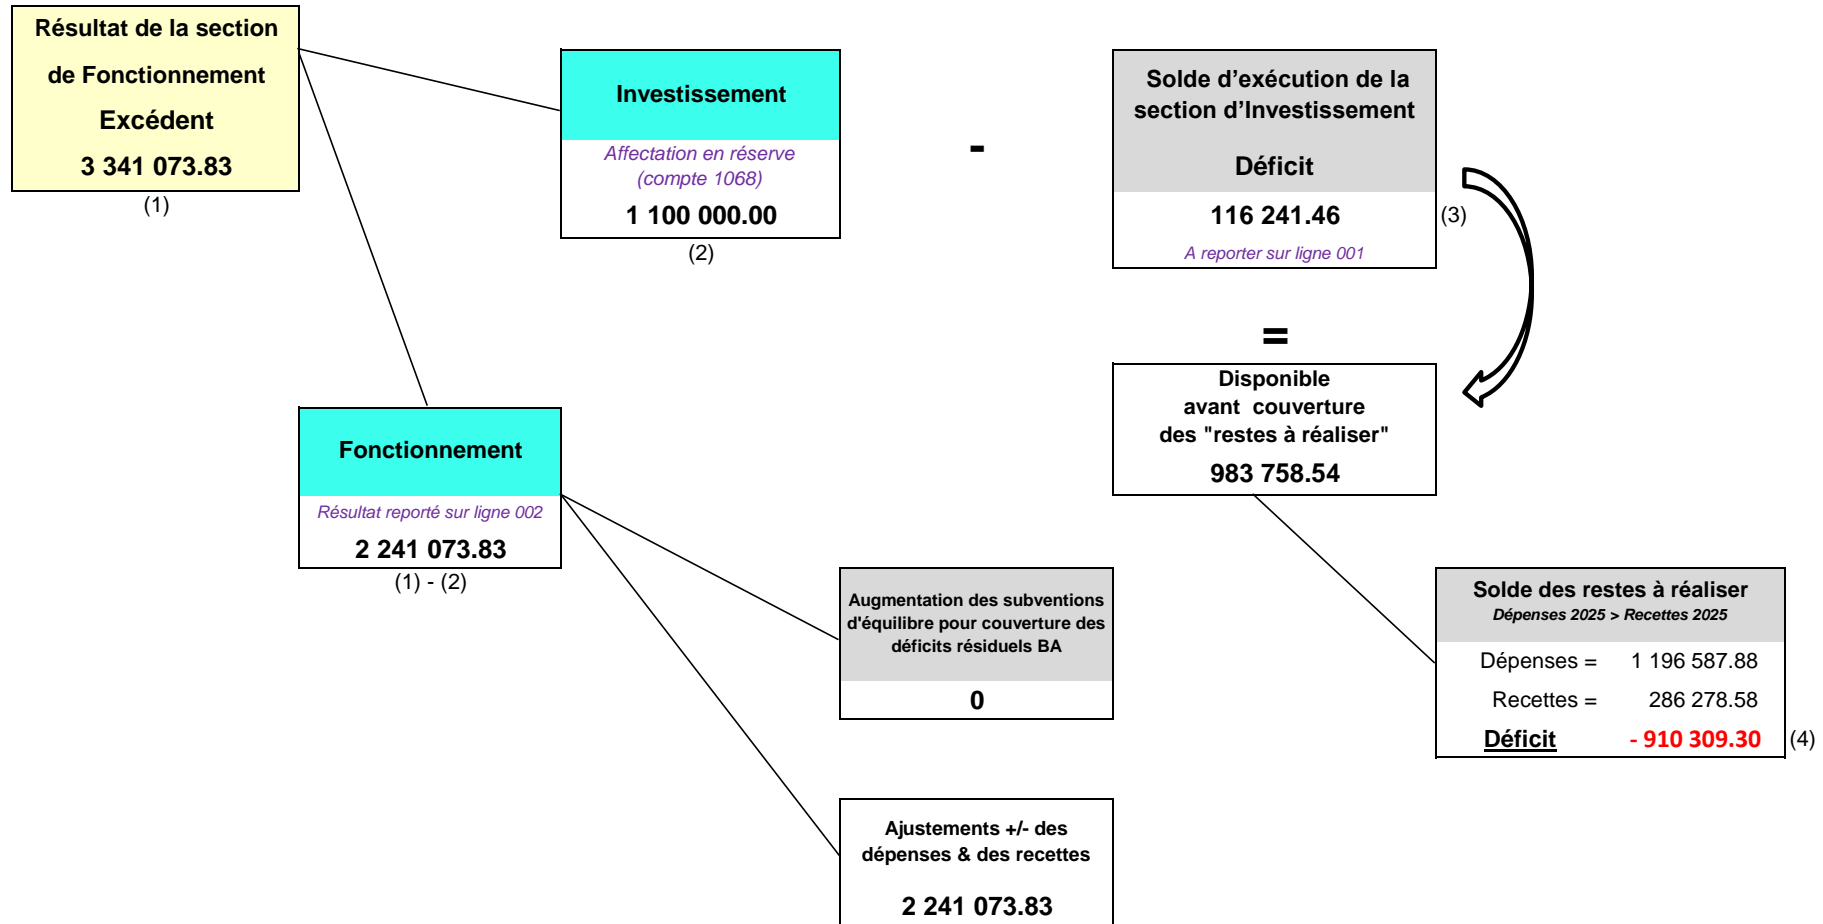 Résultat de la section
de Fonctionnement
Excédent
3 341 073.83
(1)
Investissement
Affectation en réserve
(compte 1068)
1 100 000.00
(2)
-
Solde d’exécution de la
section d’Investissement
Déficit
116 241.46
(3)
A reporter sur ligne 001
=
Disponible
avant couverture
des "restes à réaliser"
983 758.54
Fonctionnement
Résultat reporté sur ligne 002
2 241 073.83
(1) - (2)
Augmentation des subventions
d'équilibre pour couverture des
déficits résiduels BA
0
Solde des restes à réaliser
Dépenses 2025 > Recettes 2025
Dépenses = 1 196 587.88
Recettes = 286 278.58
Déficit - 910 309.30 (4)
Ajustements +/- des
dépenses & des recettes
2 241 073.83